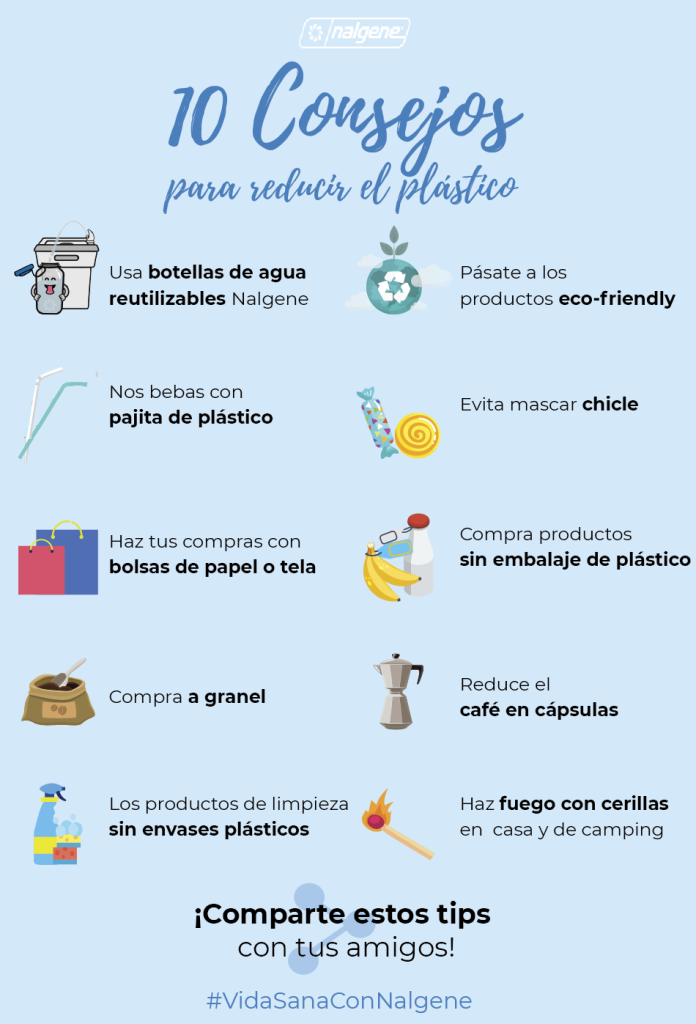 nalgene
10 Consejos
para reducir el plástico
Usa botellas de agua
reutilizables Nalgene
Pásate a los
productos eco-friendly
Nos bebas con
pajita de plástico
Evita mascar chicle
Haz tus compras con
bolsas de papel o tela
Compra productos
sin embalaje de plástico
Compra a granel
Reduce el
café en cápsulas
Los productos de limpieza
sin envases plásticos
Haz fuego con cerillas
en casa y de camping
¡Comparte estos tips
con tus amigos!
#VidaSanaConNalgene